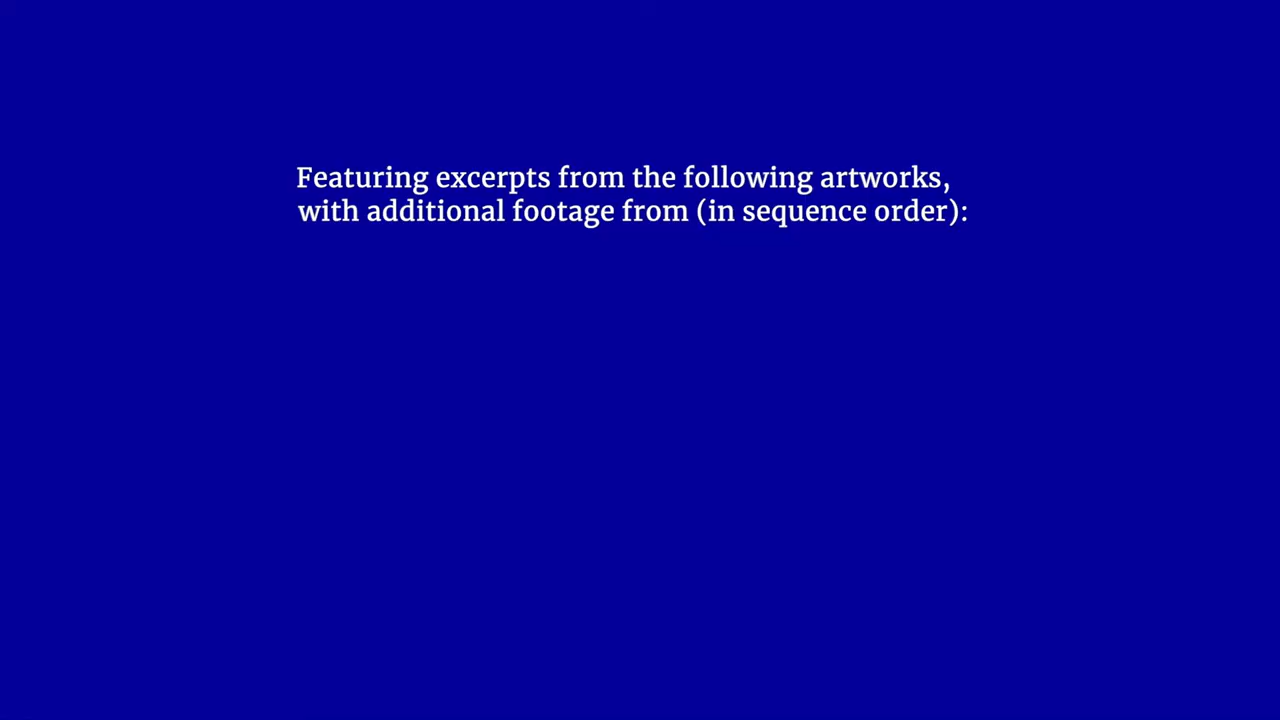 Featuring excerpts from the following artworks,
with additional footage from (in sequence order):